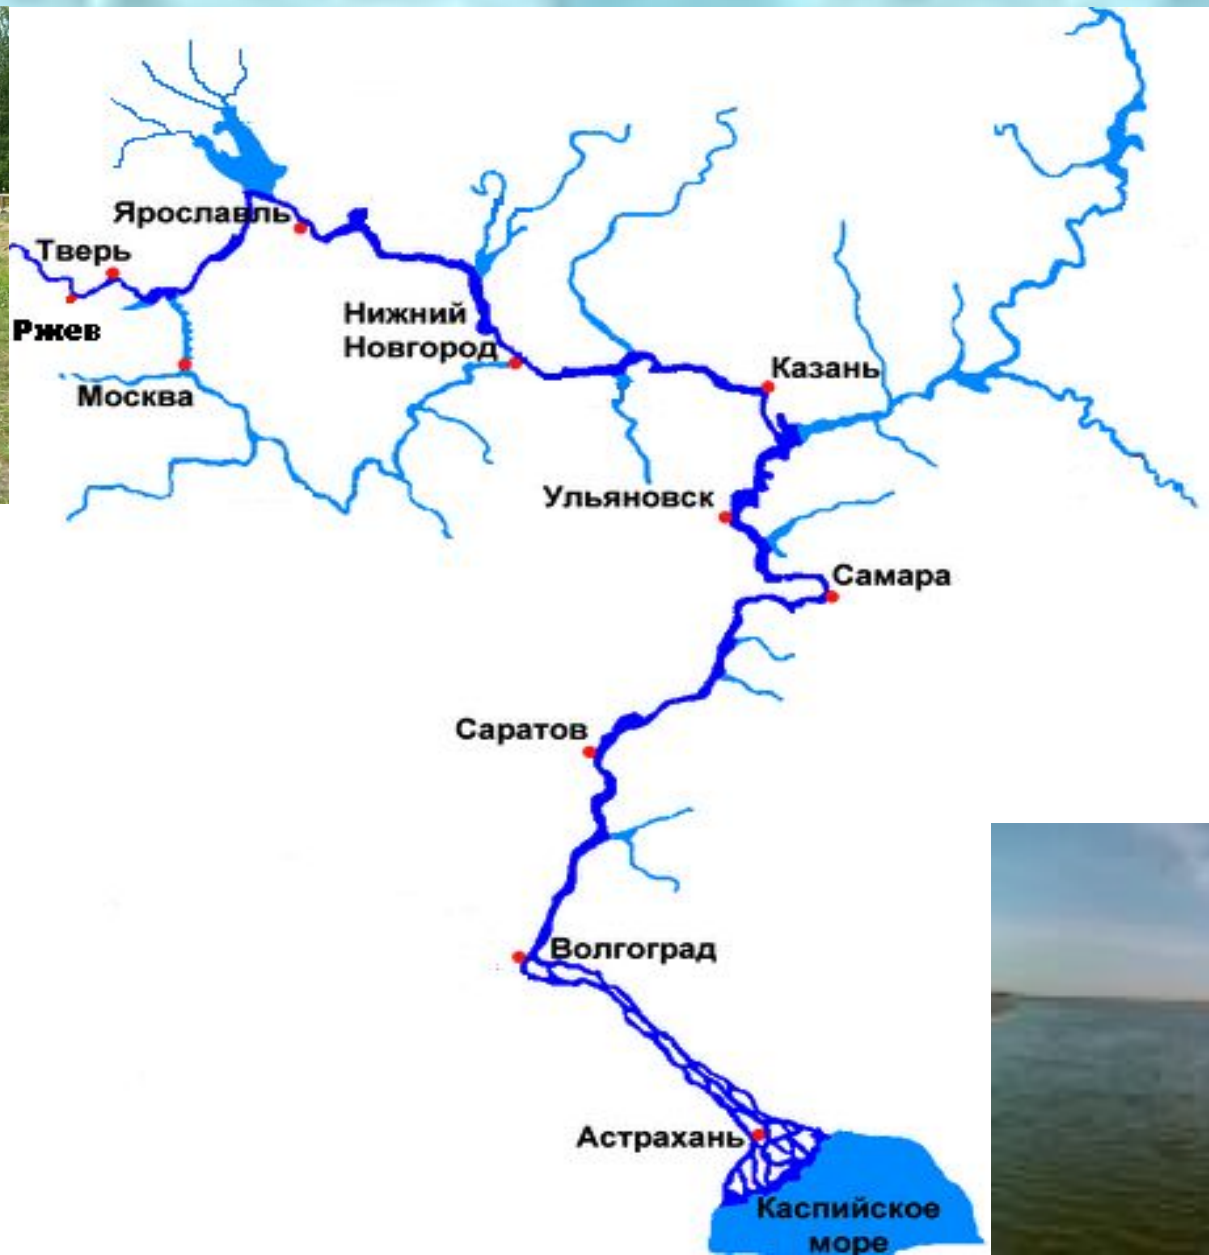 Ярославль
Тверь
Ржев
Нижний
Новгород
Москва
Казань
Ульяновск
Самара
Саратов
Волгоград
Астрахань
Каспийское
море